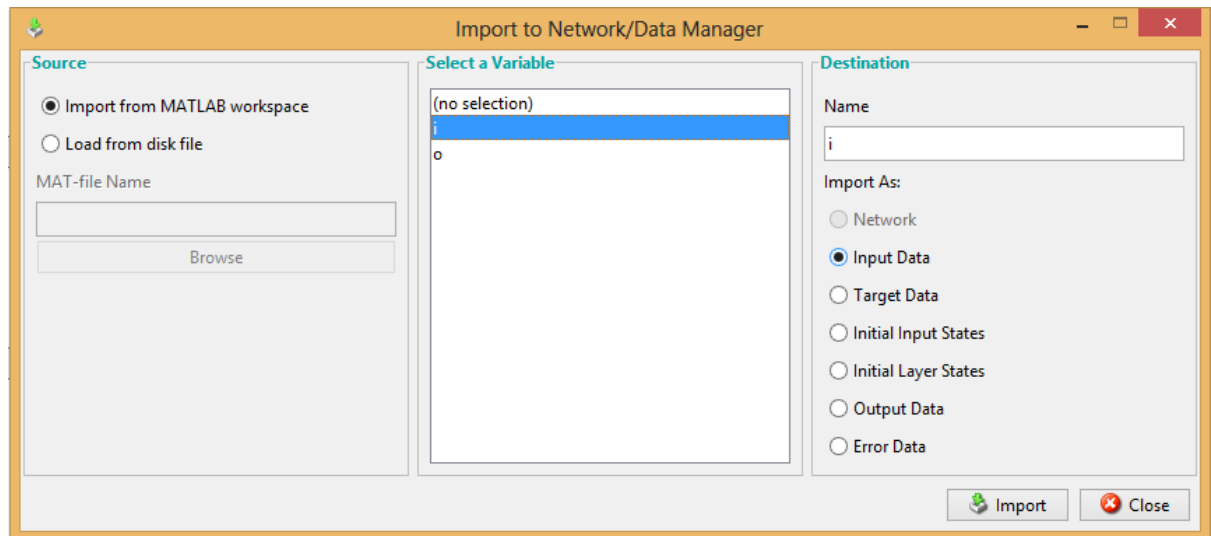 Import to Network/Data Manager
Source
Import from MATLAB workspace
Load from disk file
MAT-file Name
Browse
Select a Variable
(no selection)
i
o
Destination
Name
i
Import As:
Network
Input Data
Target Data
Initial Input States
Initial Layer States
Output Data
Error Data
Import
Close